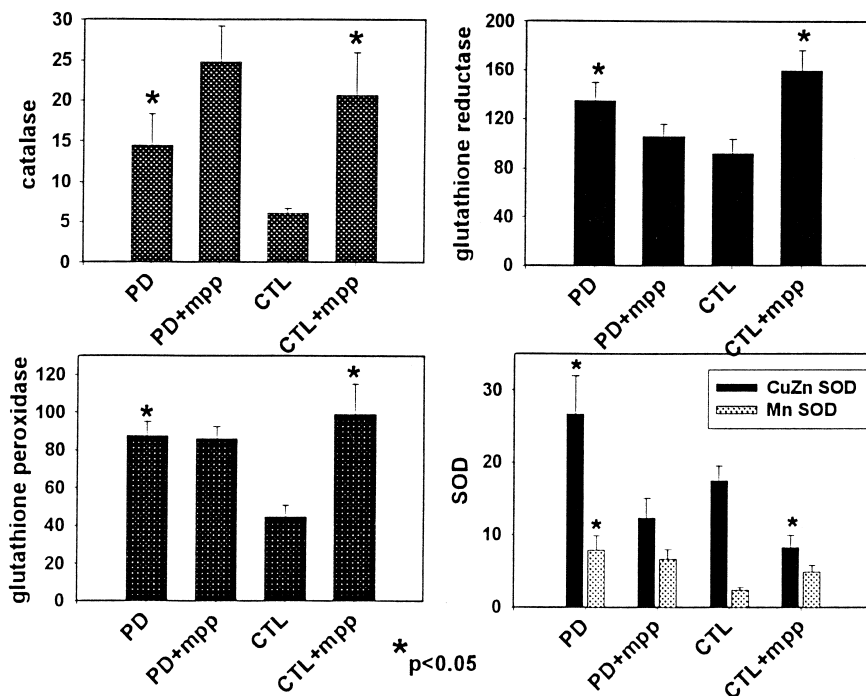 catalase
30
25
20
15
10
5
0
*
*
PD
PD+mpp
CTL
CTL+mpp
glutathione reductase
200
160
120
80
40
0
*
*
PD
PD+mpp
CTL
CTL+mpp
glutathione peroxidase
120
100
80
60
40
20
0
*
*
PD
PD+mpp
CTL
CTL+mpp
* p<0.05
SOD
30
20
10
0
CuZn SOD
Mn SOD
*
*
*
PD
PD+mpp
CTL
CTL+mpp